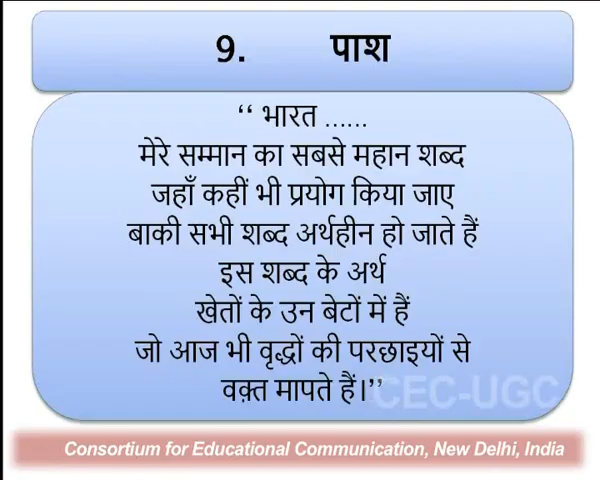 9. पाश
‘‘ भारत ......
मेरे सम्मान का सबसे महान शब्द
जहाँ कहीं भी प्रयोग किया जाए
बाकी सभी शब्द अर्थहीन हो जाते हैं
इस शब्द के अर्थ
खेतों के उन बेटों में हैं
जो आज भी वृद्धों की परछाइयों से
वक़्त मापते हैं।’’
CEC-UGC
Consortium for Educational Communication, New Delhi, India